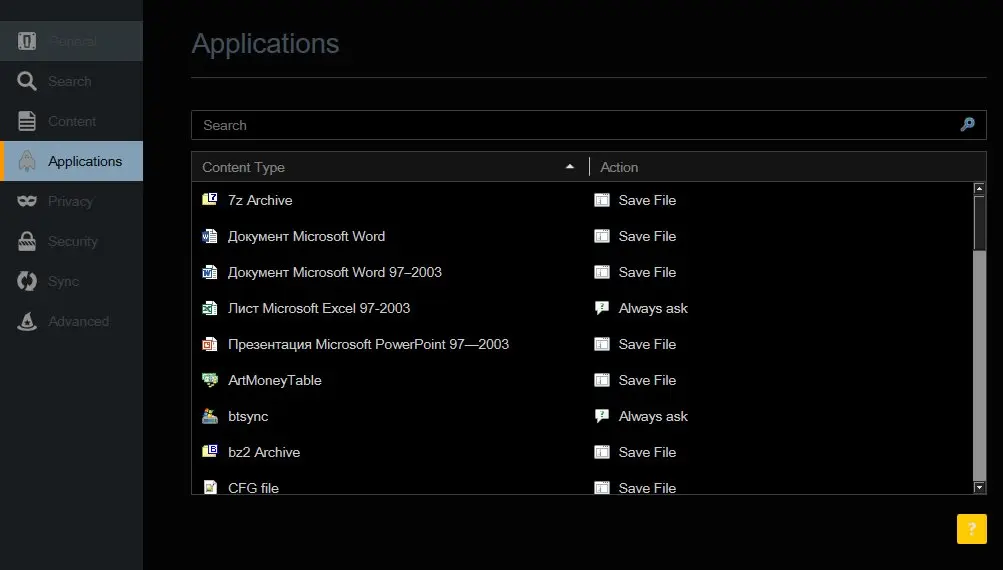 General
Search
Content
Applications
Privacy
Security
Sync
Advanced
Applications
Search
Content Type Action
7z Archive Save File
Документ Microsoft Word Save File
Документ Microsoft Word 97–2003 Save File
Лист Microsoft Excel 97-2003 Always ask
Презентация Microsoft PowerPoint 97—2003 Save File
ArtMoneyTable Save File
btsync Always ask
bz2 Archive Save File
CFG file Save File
?